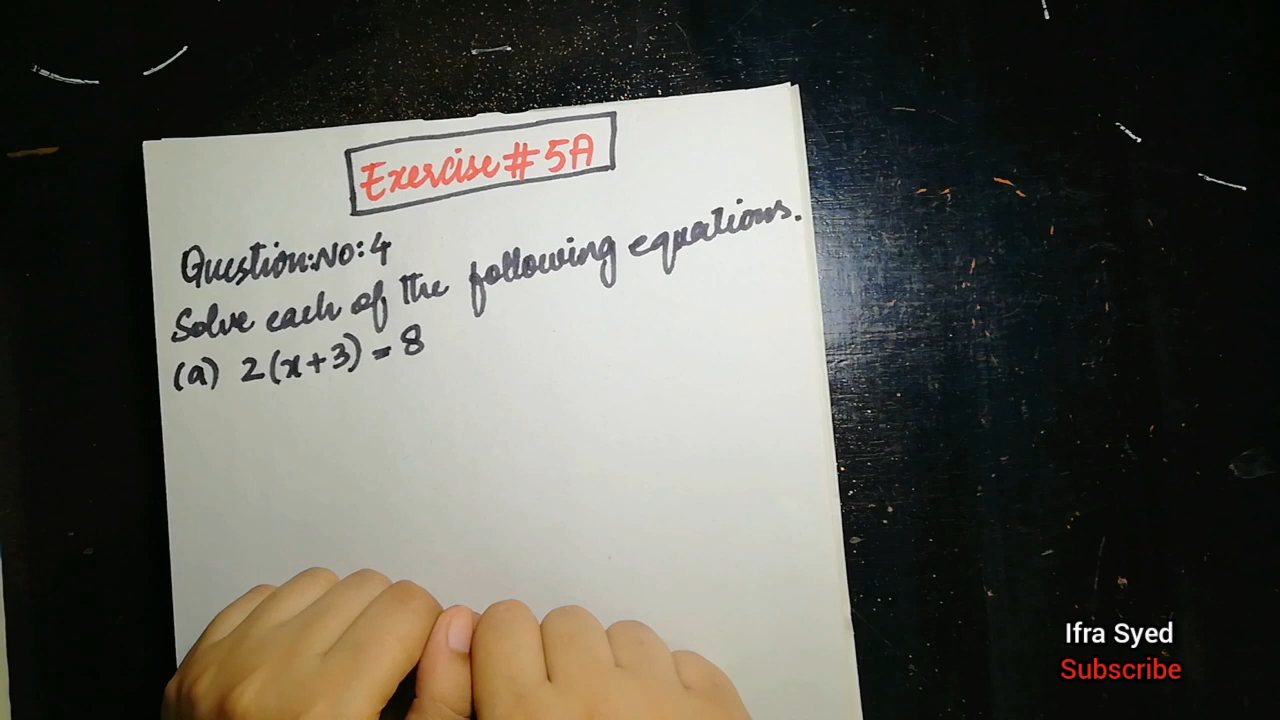 Exercise # 5A
Question:No:4
Solve each of the following equations.
(a) 2(x+3) = 8
Ifra Syed
Subscribe